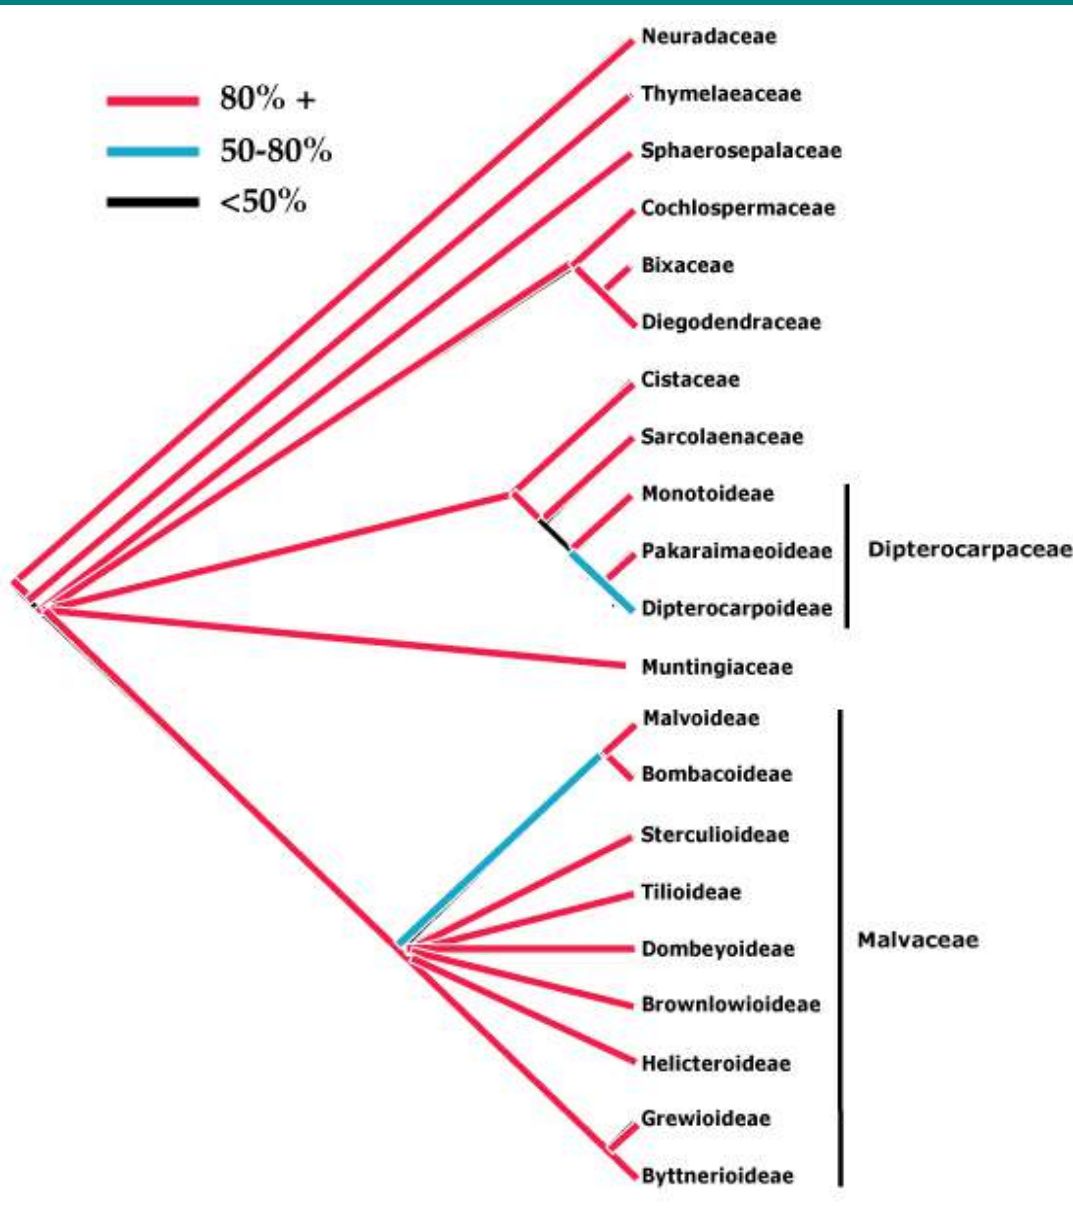 Neuradaceae
80% +
Thymelaeaceae
50-80%
Sphaerosepalaceae
<50%
Cochlospermaceae
Bixaceae
Diegodendraceae
Cistaceae
Sarcolaenaceae
Monotoideae
Pakaraimaeoideae
Dipterocarpaceae
Dipterocarpoideae
Muntingiaceae
Malvoideae
Bombacoideae
Sterculioideae
Tilioideae
Dombeyoideae
Malvaceae
Brownlowioideae
Helicteroideae
Grewioideae
Byttnerioideae